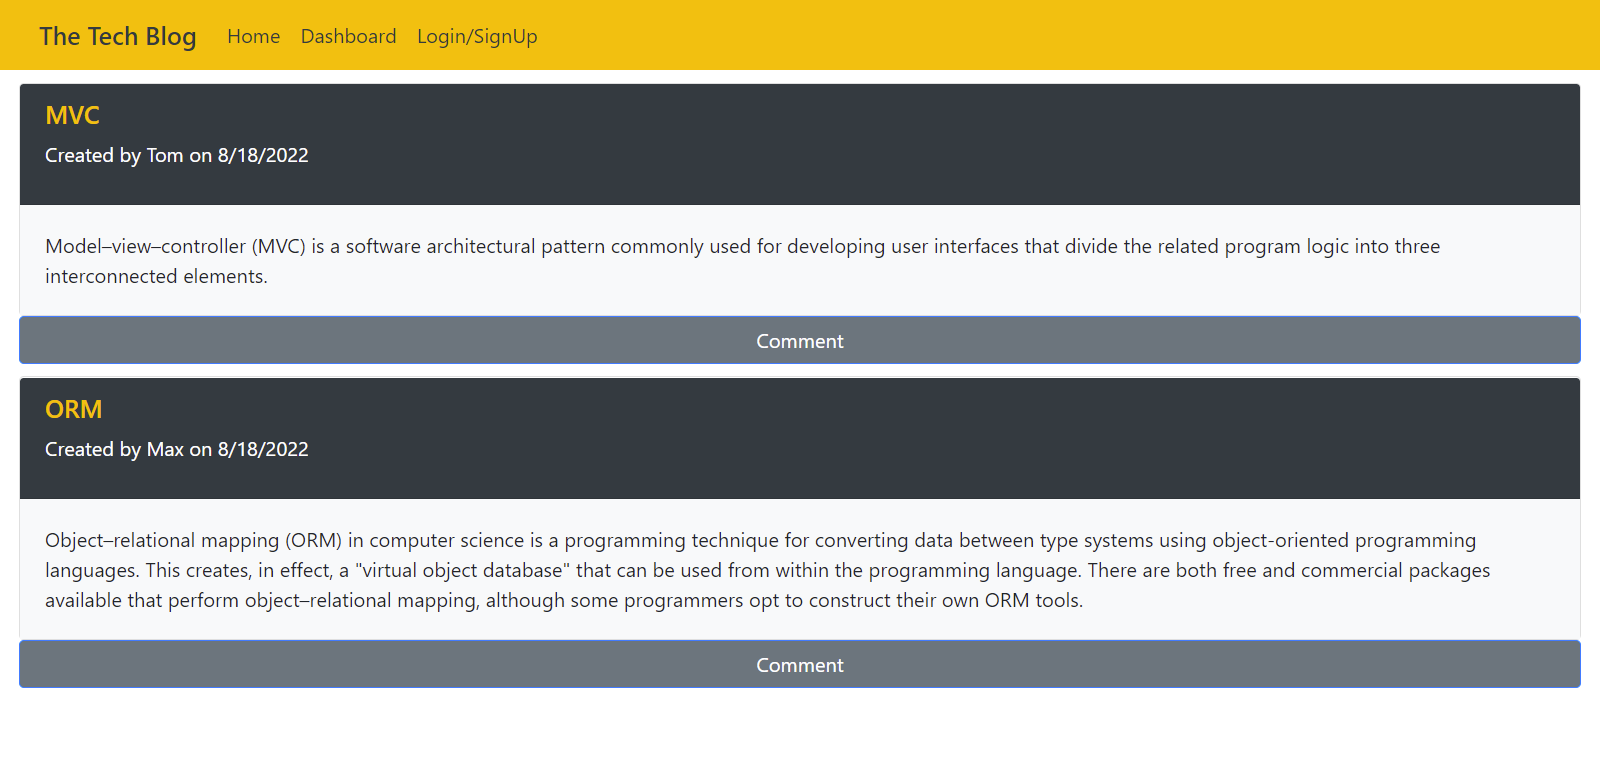 The Tech Blog Home Dashboard Login/SignUp
MVC
Created by Tom on 8/18/2022
Model–view–controller (MVC) is a software architectural pattern commonly used for developing user interfaces that divide the related program logic into three
interconnected elements.
Comment
ORM
Created by Max on 8/18/2022
Object–relational mapping (ORM) in computer science is a programming technique for converting data between type systems using object-oriented programming
languages. This creates, in effect, a "virtual object database" that can be used from within the programming language. There are both free and commercial packages
available that perform object–relational mapping, although some programmers opt to construct their own ORM tools.
Comment